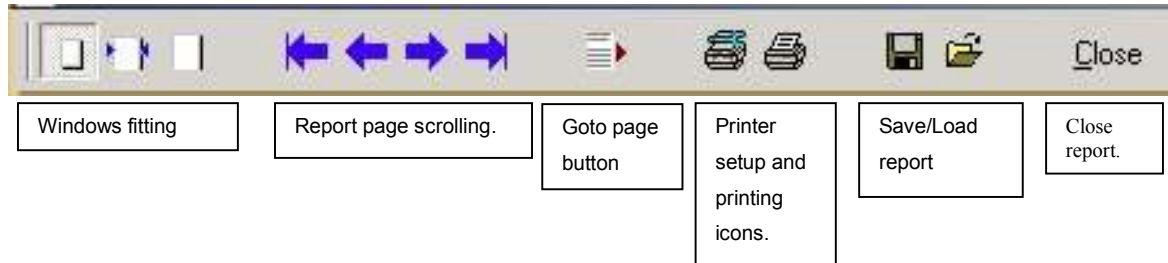 Close
Windows fitting
Report page scrolling.
Goto page
button
Printer
setup and
printing
icons.
Save/Load
report
Close
report.